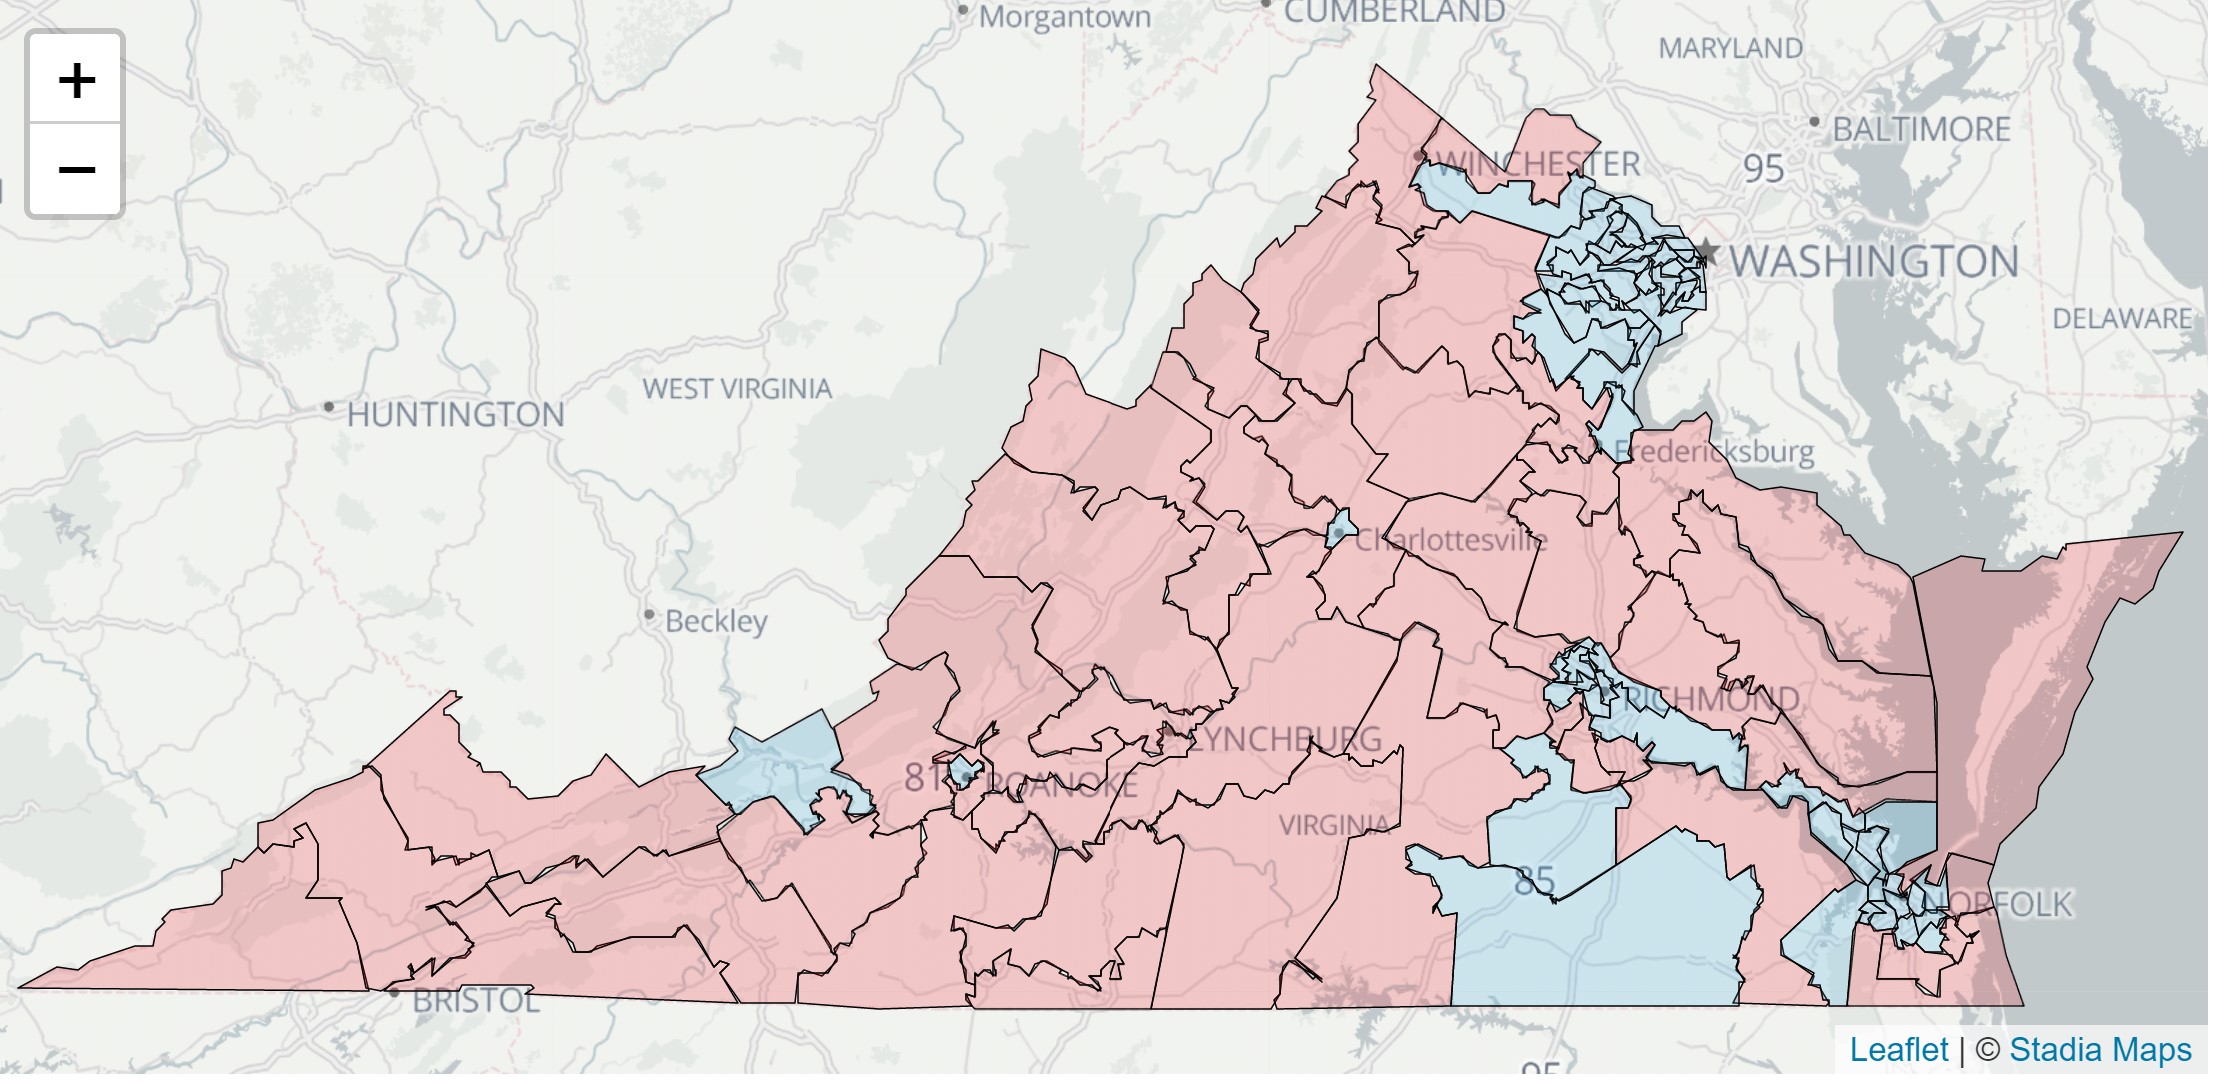 Morgantown
CUMBERLAND
MARYLAND
+
−
BALTIMORE
WINCHESTER
95
WASHINGTON
DELAWARE
WEST VIRGINIA
HUNTINGTON
Fredericksburg
Charlottesville
Beckley
RICHMOND
LYNCHBURG
81
ROANOKE
VIRGINIA
85
NORFOLK
BRISTOL
Leaflet | © Stadia Maps
95